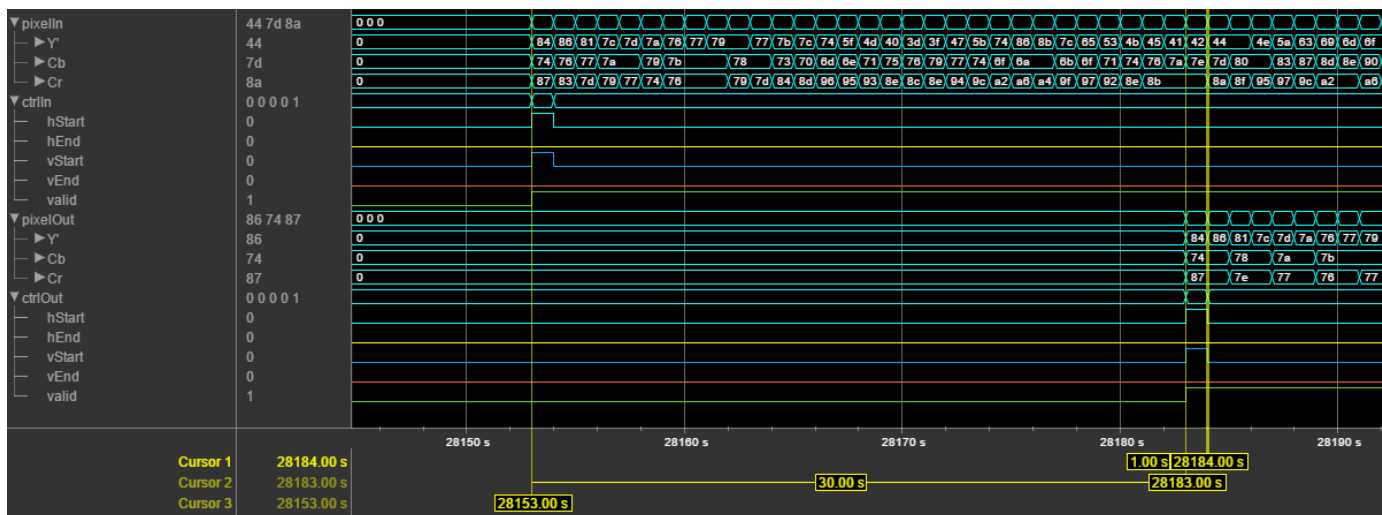 pixelIn 44 7d 8a 0 0 0
Y' 44 0 84 86 81 7c 7d 7a 76 77 79 77 7b 7c 74 5f 4d 40 3d 3f 47 5b 74 86 8b 7c 65 53 4b 45 41 42 44 4e 5a 63 69 6d 6f
Cb 7d 0 74 76 77 7a 79 7b 78 73 70 6d 6e 71 75 76 79 77 74 6f 6a 6b 6f 71 74 76 7a 7e 7d 80 83 87 8d 8e 90
Cr 8a 0 87 83 7d 79 77 74 76 79 7d 84 8d 96 95 93 8e 8c 8e 94 9c a2 a6 a4 9f 97 92 8e 8b 8a 8f 95 97 9c a2 a6
ctrlIn 0 0 0 0 1
hStart 0
hEnd 0
vStart 0
vEnd 0
valid 1
pixelOut 86 74 87 0 0 0
Y' 86 0 84 86 81 7c 7d 7a 76 77 79
Cb 74 0 74 78 7a 7b
Cr 87 0 87 7e 77 76 77
ctrlOut 0 0 0 0 1
hStart 0
hEnd 0
vStart 0
vEnd 0
valid 1
28150 s 28160 s 28170 s 28180 s 28190 s
Cursor 1 28184.00 s 1.00 s 28184.00 s
Cursor 2 28183.00 s 30.00 s 28183.00 s
Cursor 3 28153.00 s 28153.00 s